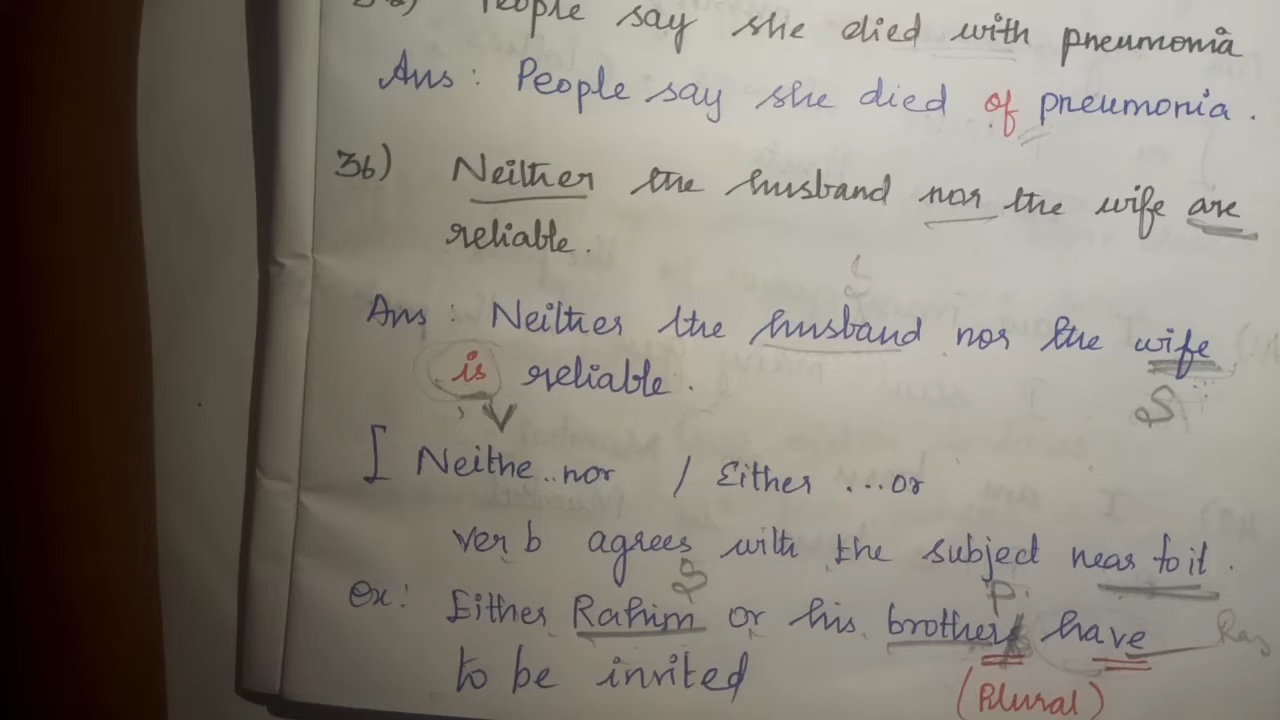 People say she died with pneumonia
Ans : People say she died of pneumonia.
36) Neither the husband nor the wife are
reliable.
S
Ans : Neither the husband nor the wife
is reliable.
S
[ Neithe..nor / Either ...or
verb agrees with the subject near to it.
S P.
ex: Either Rahim or his brothers have
to be invited
(Plural)